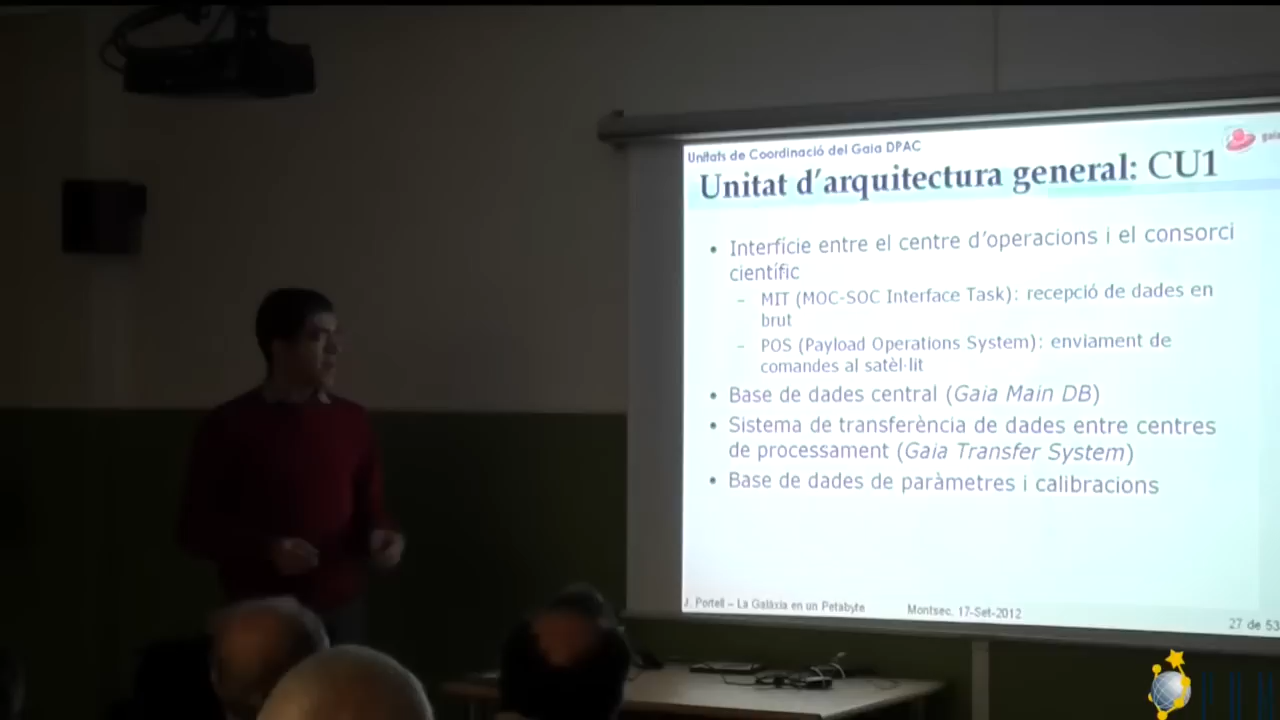 Unitats de Coordinació del Gaia DPAC
gaia
Unitat d'arquitectura general: CU1
• Interfície entre el centre d'operacions i el consorci
científic
– MIT (MOC-SOC Interface Task): recepció de dades en
brut
– POS (Payload Operations System): enviament de
comandes al satèl·lit
• Base de dades central (Gaia Main DB)
• Sistema de transferència de dades entre centres
de processament (Gaia Transfer System)
• Base de dades de paràmetres i calibracions
J. Portell – La Galàxia en un Petabyte
Montsec, 17-Set-2012
27 de 53